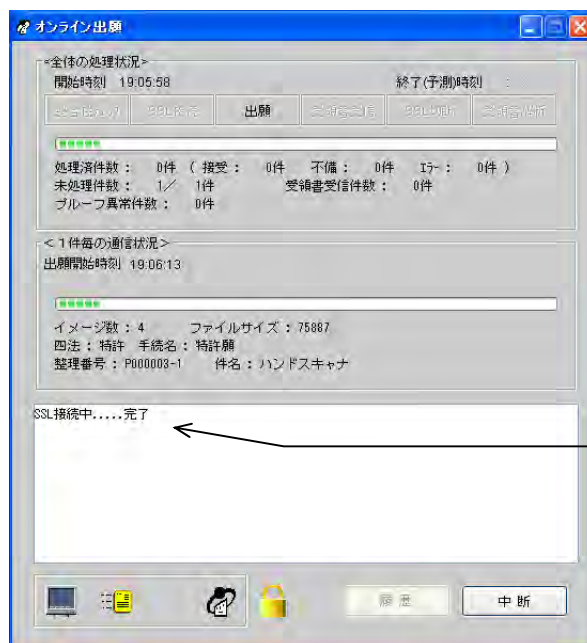 オンライン出願
<全体の処理状況>
開始時刻 19:05:58 終了(予測)時刻 :
出願
処理済件数: 0件 ( 接受: 0件 不備: 0件 エラー: 0件 )
未処理件数: 1/ 1件 受領書受信件数: 0件
プルーフ異常件数: 0件
<1件毎の通信状況>
出願開始時刻 19:06:13
イメージ数:4 ファイルサイズ:75887
四法:特許 手続名:特許願
整理番号:P000003-1 件名:ハンドスキャナ
SSL接続中.....完了
履歴 中断